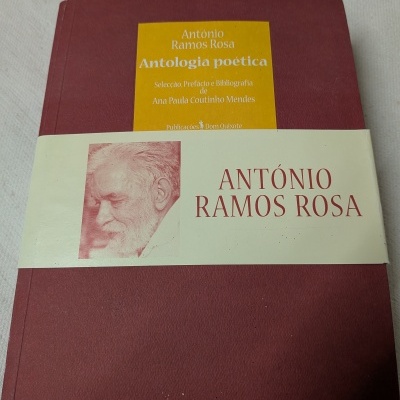 António
Ramos Rosa
Antologia poética
Selecção, Prefácio e Bibliografia
de
Ana Paula Coutinho Mendes
Publicações Dom Quixote
ANTÓNIO
RAMOS ROSA